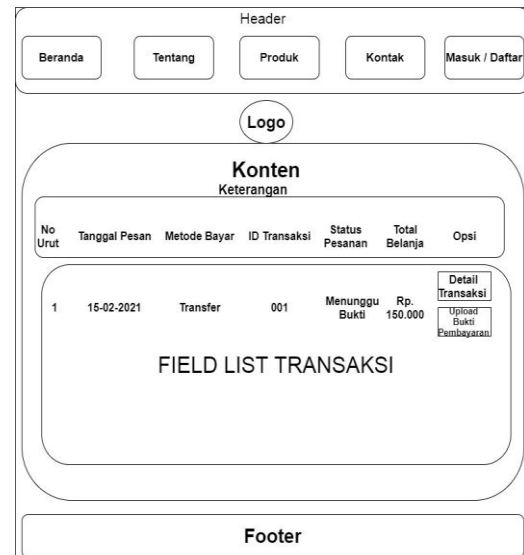 Header
Beranda
Tentang
Produk
Kontak
Masuk / Daftar
Logo
Konten
Keterangan
No
Urut
Tanggal Pesan
Metode Bayar
ID Transaksi
Status
Pesanan
Total
Belanja
Opsi
1
15-02-2021
Transfer
001
Menunggu
Bukti
Rp.
150.000
Detail
Transaksi
Upload
Bukti
Pembayaran
FIELD LIST TRANSAKSI
Footer